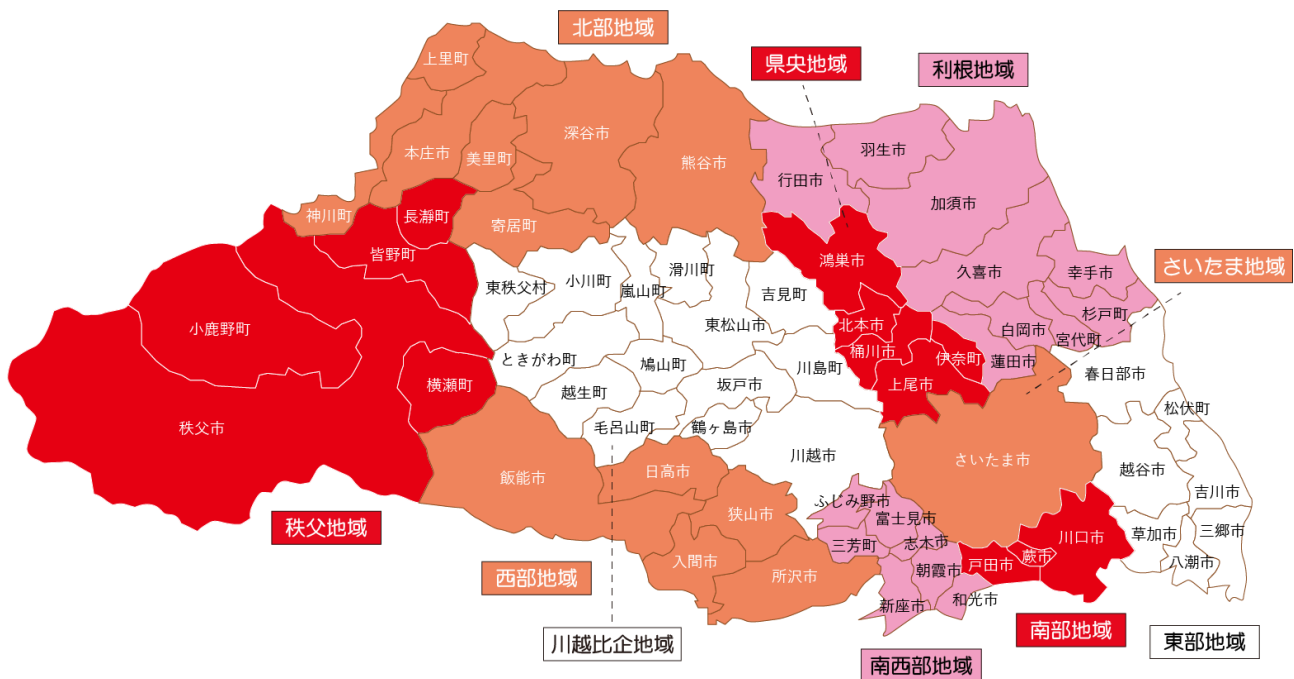 北部地域
県央地域
利根地域
上里町
深谷市
本庄市
美里町
熊谷市
羽生市
行田市
加須市
神川町
長瀞町
寄居町
皆野町
鴻巣市
久喜市
幸手市
さいたま地域
東秩父村
小川町
嵐山町
滑川町
吉見町
杉戸町
小鹿野町
東松山市
北本市
白岡市
宮代町
ときがわ町
鳩山町
川島町
桶川市
伊奈町
蓮田市
春日部市
横瀬町
越生町
坂戸市
上尾市
松伏町
秩父市
毛呂山町
鶴ヶ島市
川越市
さいたま市
越谷市
飯能市
日高市
吉川市
ふじみ野市
秩父地域
狭山市
富士見市
川口市
草加市
三郷市
三芳町
志木市
入間市
戸田市
蕨市
八潮市
西部地域
所沢市
朝霞市
新座市
和光市
川越比企地域
南西部地域
南部地域
東部地域